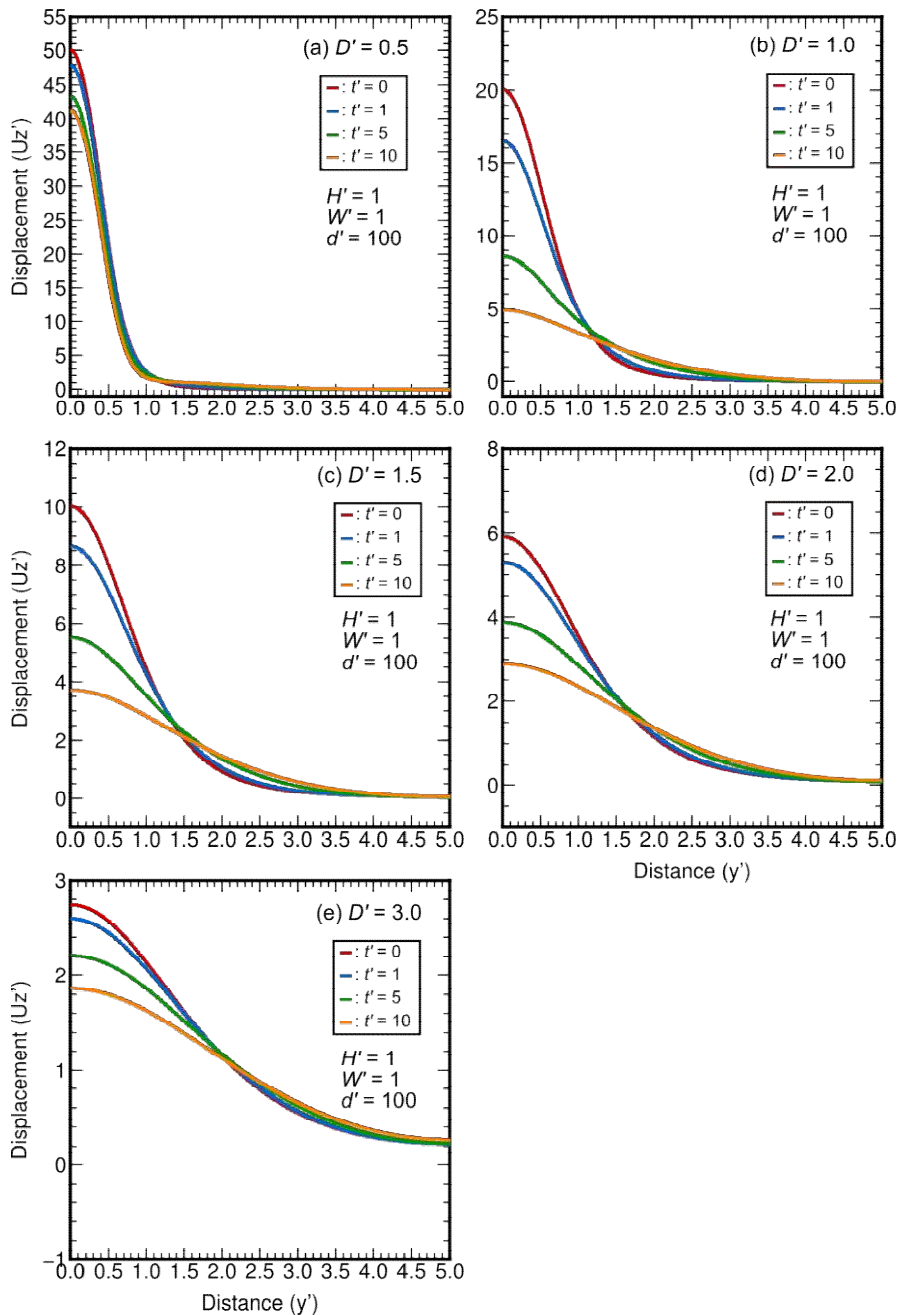 (a) D' = 0.5
: t' = 0
: t' = 1
: t' = 5
: t' = 10
H' = 1
W' = 1
d' = 100
Displacement (Uz')
55
50
45
40
35
30
25
20
15
10
5
0
0.0 0.5 1.0 1.5 2.0 2.5 3.0 3.5 4.0 4.5 5.0
(b) D' = 1.0
: t' = 0
: t' = 1
: t' = 5
: t' = 10
H' = 1
W' = 1
d' = 100
25
20
15
10
5
0
0.0 0.5 1.0 1.5 2.0 2.5 3.0 3.5 4.0 4.5 5.0
(c) D' = 1.5
: t' = 0
: t' = 1
: t' = 5
: t' = 10
H' = 1
W' = 1
d' = 100
Displacement (Uz')
12
10
8
6
4
2
0
0.0 0.5 1.0 1.5 2.0 2.5 3.0 3.5 4.0 4.5 5.0
(d) D' = 2.0
: t' = 0
: t' = 1
: t' = 5
: t' = 10
H' = 1
W' = 1
d' = 100
8
6
4
2
0
0.0 0.5 1.0 1.5 2.0 2.5 3.0 3.5 4.0 4.5 5.0
Distance (y')
(e) D' = 3.0
: t' = 0
: t' = 1
: t' = 5
: t' = 10
H' = 1
W' = 1
d' = 100
Displacement (Uz')
3
2
1
0
−1
0.0 0.5 1.0 1.5 2.0 2.5 3.0 3.5 4.0 4.5 5.0
Distance (y')